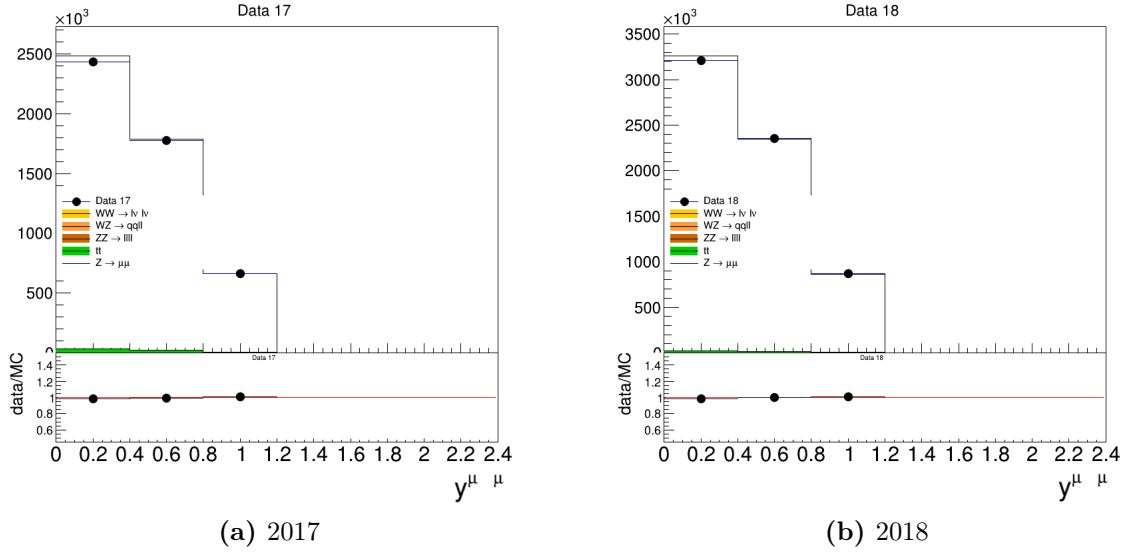 Data 17
×10³
2500
2000
1500
1000
500
0
Data 17
WW → lν lν
WZ → qqll
ZZ → llll
tt
Z → μμ
Data 17
data/MC
1.4
1.2
1
0.8
0.6
0 0.2 0.4 0.6 0.8 1 1.2 1.4 1.6 1.8 2 2.2 2.4
y^μ μ
(a) 2017
Data 18
×10³
3500
3000
2500
2000
1500
1000
500
0
Data 18
WW → lν lν
WZ → qqll
ZZ → llll
tt
Z → μμ
Data 18
data/MC
1.4
1.2
1
0.8
0.6
0 0.2 0.4 0.6 0.8 1 1.2 1.4 1.6 1.8 2 2.2 2.4
y^μ μ
(b) 2018